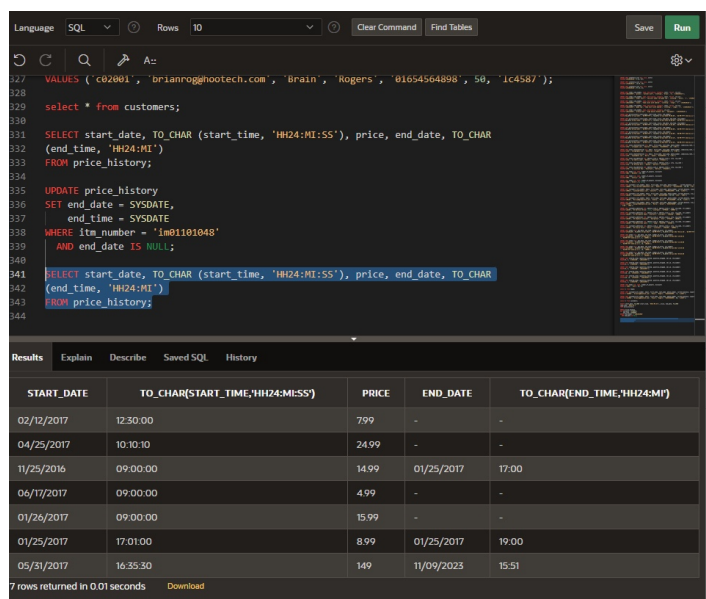 Language SQL Rows 10 Clear Command Find Tables Save Run
A::
327 VALUES ('c02001', 'brianrog@hootech.com', 'Brain', 'Rogers', '01654564898', 50, 'lc4587');
328
329 select * from customers;
330
331 SELECT start_date, TO_CHAR (start_time, 'HH24:MI:SS'), price, end_date, TO_CHAR
332 (end_time, 'HH24:MI')
333 FROM price_history;
334
335 UPDATE price_history
336 SET end_date = SYSDATE,
337 end_time = SYSDATE
338 WHERE itm_number = 'im01101048'
339 AND end_date IS NULL;
340
341 SELECT start_date, TO_CHAR (start_time, 'HH24:MI:SS'), price, end_date, TO_CHAR
342 (end_time, 'HH24:MI')
343 FROM price_history;
344
Results Explain Describe Saved SQL History
START_DATE TO_CHAR(START_TIME,'HH24:MI:SS') PRICE END_DATE TO_CHAR(END_TIME,'HH24:MI')
02/12/2017 12:30:00 7.99 - -
04/25/2017 10:10:10 24.99 - -
11/25/2016 09:00:00 14.99 01/25/2017 17:00
06/17/2017 09:00:00 4.99 - -
01/26/2017 09:00:00 15.99 - -
01/25/2017 17:01:00 8.99 01/25/2017 19:00
05/31/2017 16:35:30 149 11/09/2023 15:51
7 rows returned in 0.01 seconds Download